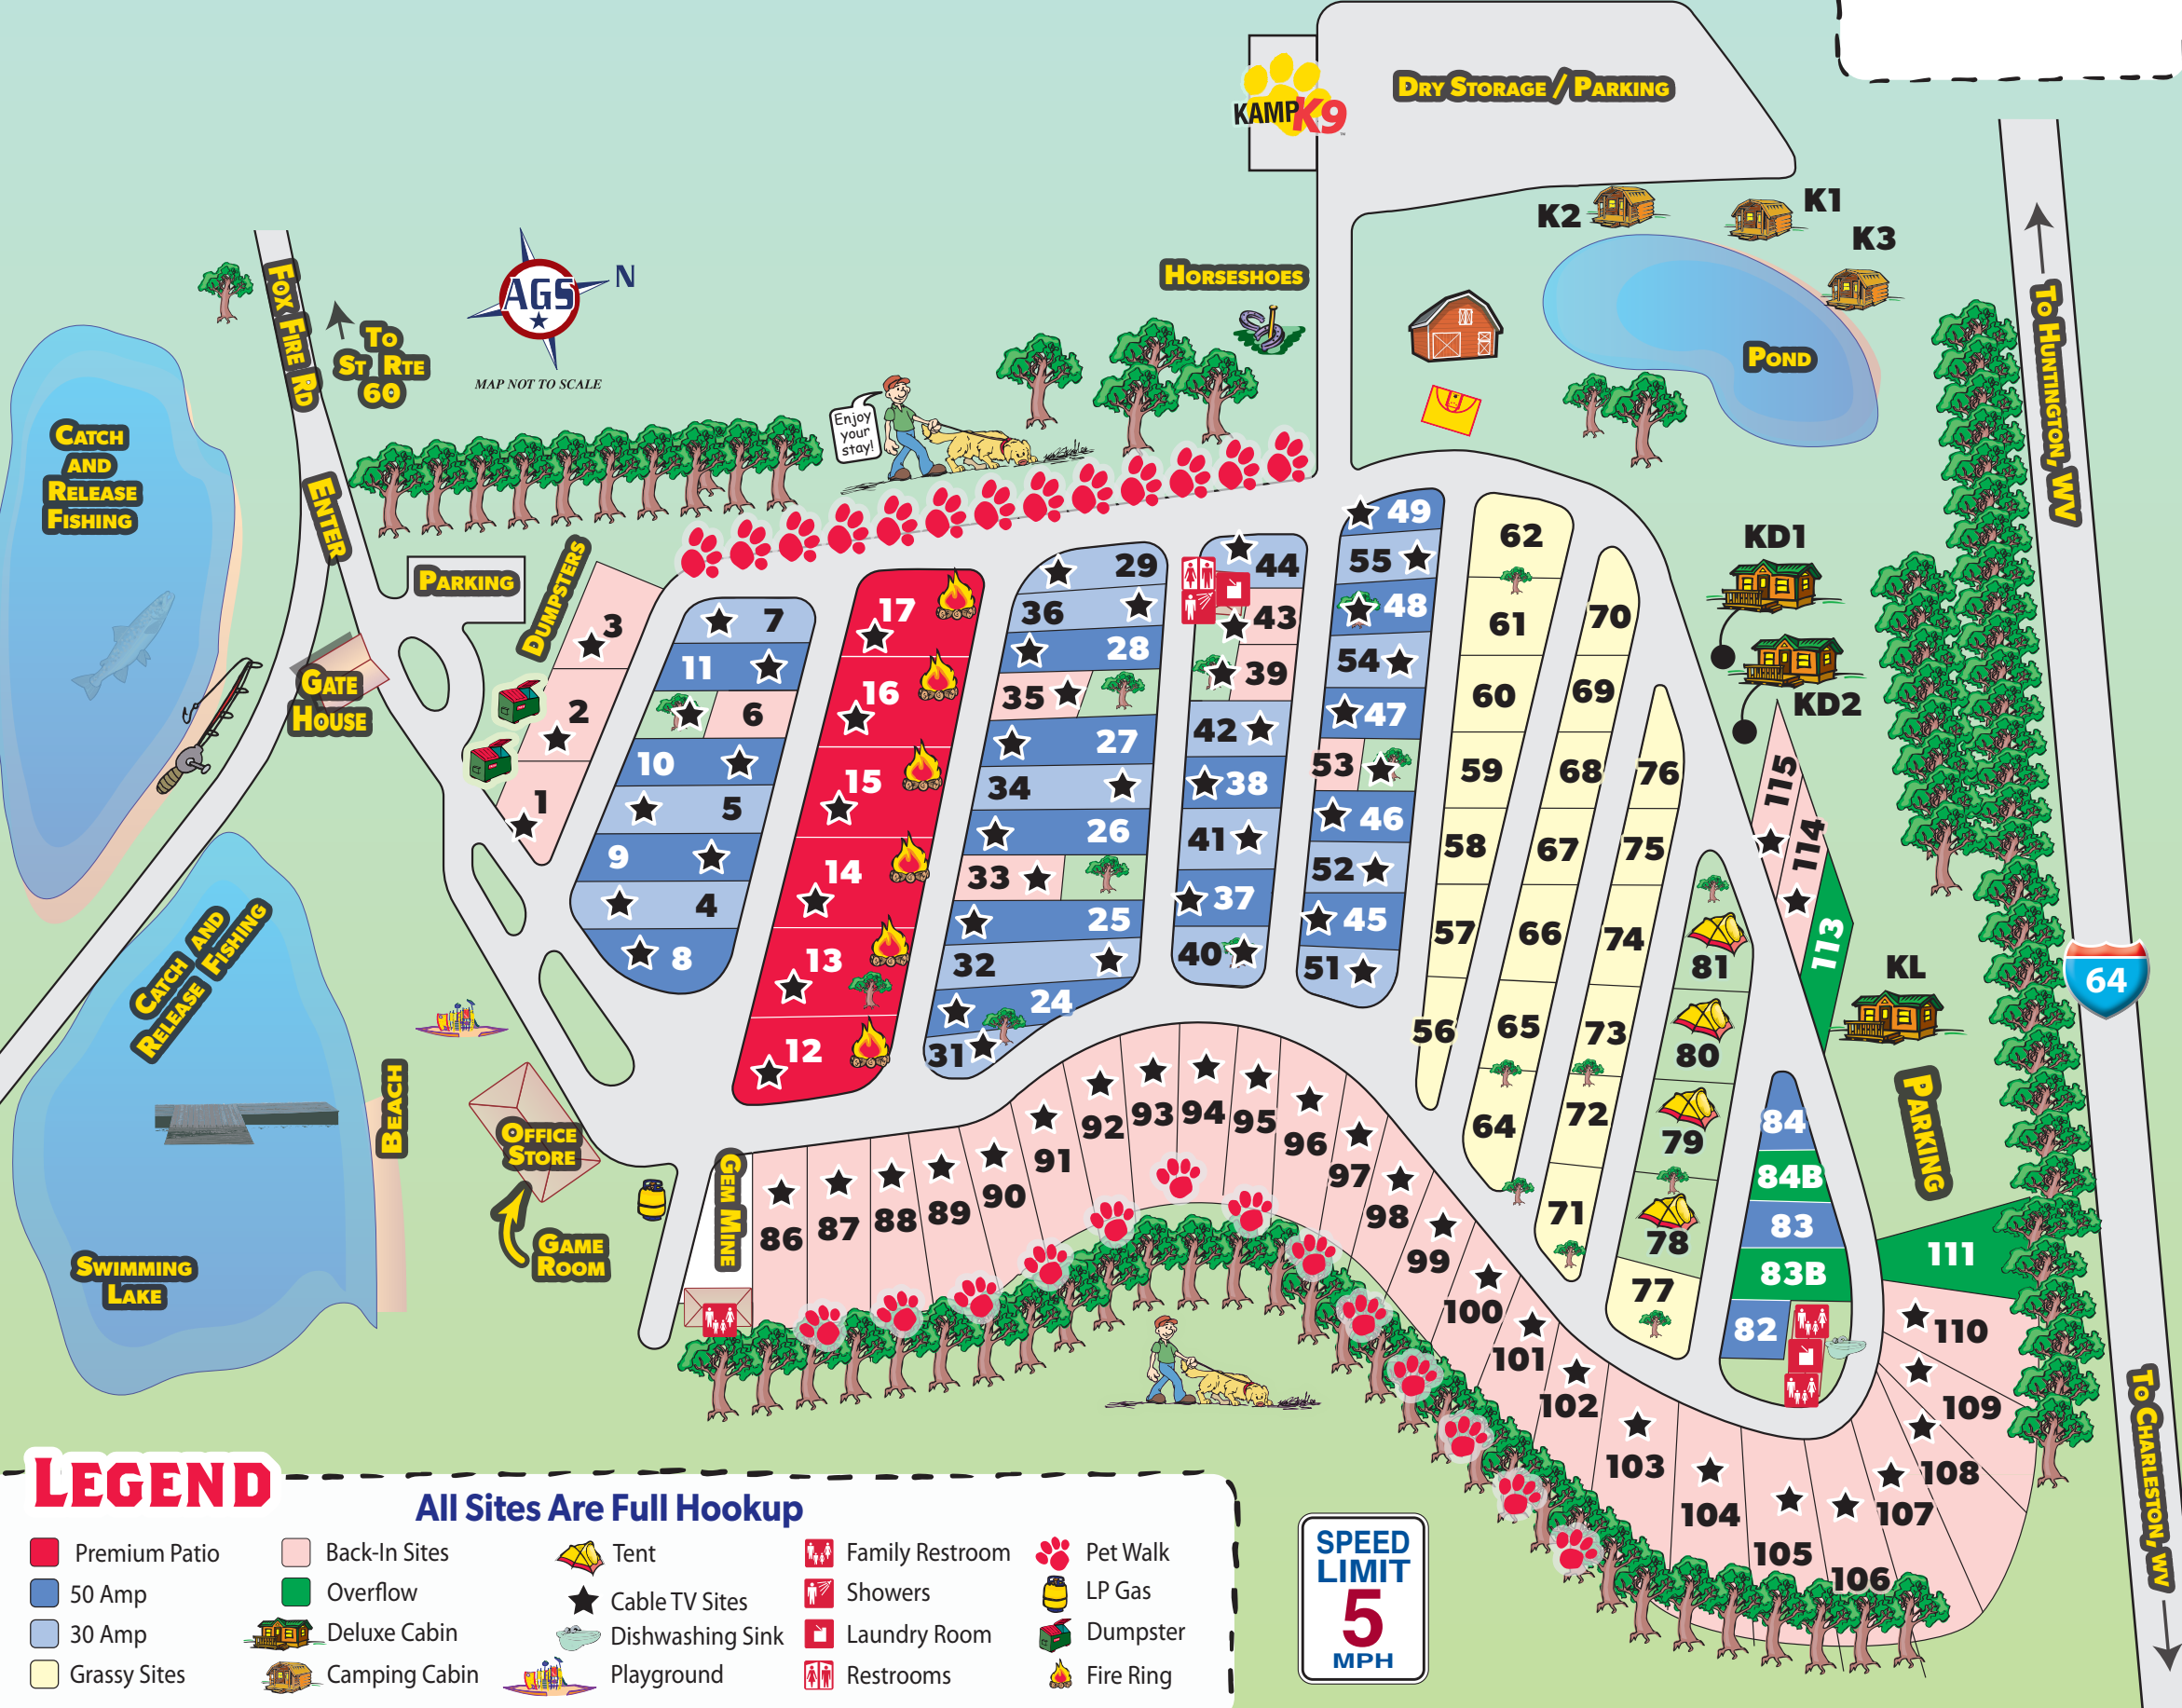 KAMP K9
DRY STORAGE / PARKING
K2
K1
K3
HORSESHOES
POND
TO HUNTINGTON, WV
FOX FIRE RD
TO
ST RTE
60
AGS
N
MAP NOT TO SCALE
Enjoy
your
stay!
CATCH
AND
RELEASE
FISHING
ENTER
PARKING
DUMPSTERS
GATE
HOUSE
3
2
1
7
11
6
10
5
9
4
8
17
16
15
14
13
12
29
36
28
35
27
34
26
33
25
32
24
31
44
43
39
42
38
41
37
40
49
55
48
54
47
53
46
52
45
51
62
61
60
59
58
57
56
70
69
68
67
66
65
64
76
75
74
73
72
71
81
80
79
78
77
84
84B
83
83B
82
KD1
KD2
115
114
113
KL
64
PARKING
111
110
109
108
107
106
105
104
103
102
101
100
99
98
97
96
95
94
93
92
91
90
89
88
87
86
GEM MINE
CATCH AND
RELEASE FISHING
BEACH
OFFICE
STORE
GAME
ROOM
SWIMMING
LAKE
TO CHARLESTON, WV
LEGEND
All Sites Are Full Hookup
Premium Patio
50 Amp
30 Amp
Grassy Sites
Back-In Sites
Overflow
Deluxe Cabin
Camping Cabin
Tent
Cable TV Sites
Dishwashing Sink
Playground
Family Restroom
Showers
Laundry Room
Restrooms
Pet Walk
LP Gas
Dumpster
Fire Ring
SPEED
LIMIT
5
MPH